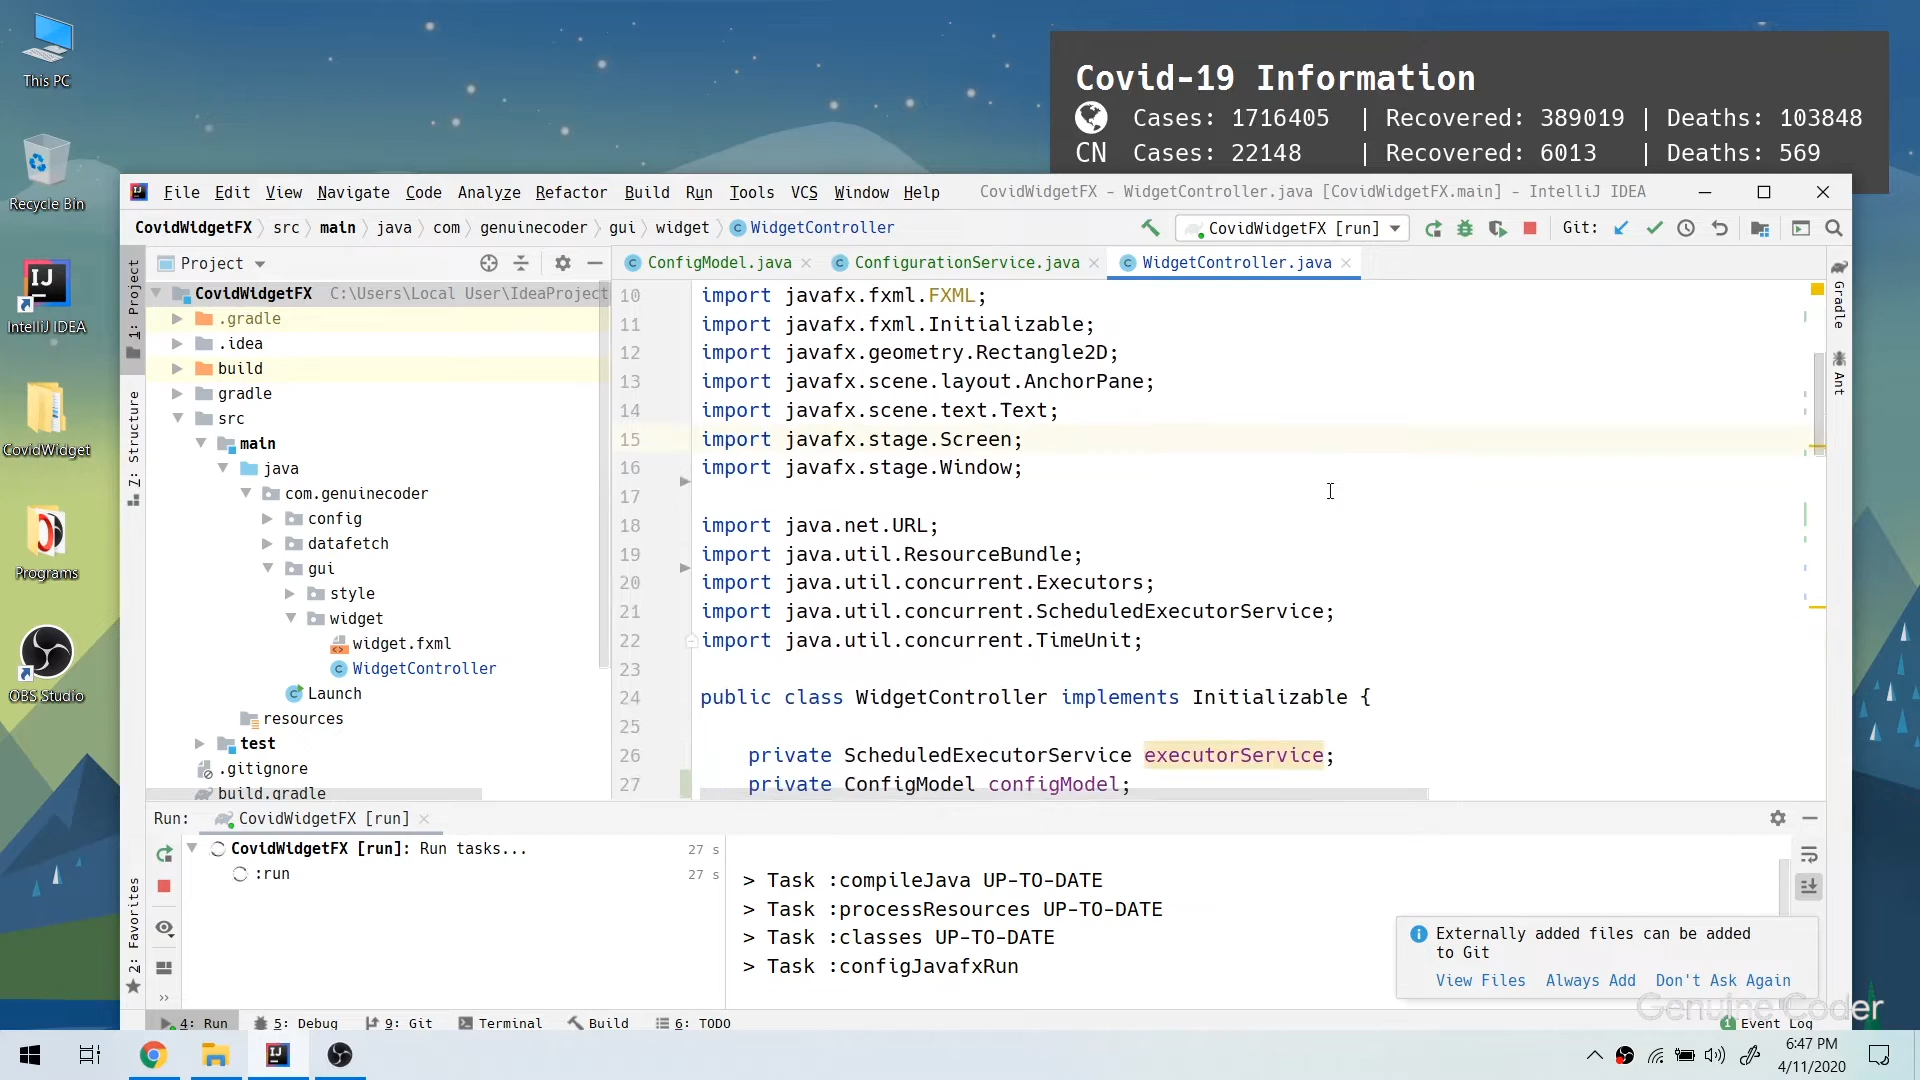 This PC
Recycle Bin
IntelliJ IDEA
CovidWidget
Programs
OBS Studio
Covid-19 Information
Cases: 1716405 | Recovered: 389019 | Deaths: 103848
CN Cases: 22148 | Recovered: 6013 | Deaths: 569
File Edit View Navigate Code Analyze Refactor Build Run Tools VCS Window Help CovidWidgetFX - WidgetController.java [CovidWidgetFX.main] - IntelliJ IDEA
CovidWidgetFX src main java com genuinecoder gui widget WidgetController CovidWidgetFX [run] Git:
Project ConfigModel.java ConfigurationService.java WidgetController.java
1: Project
7: Structure
2: Favorites
Gradle
Ant
CovidWidgetFX C:\Users\Local User\IdeaProject
.gradle
.idea
build
gradle
src
main
java
com.genuinecoder
config
datafetch
gui
style
widget
widget.fxml
WidgetController
Launch
resources
test
.gitignore
build.gradle
10 import javafx.fxml.FXML;
11 import javafx.fxml.Initializable;
12 import javafx.geometry.Rectangle2D;
13 import javafx.scene.layout.AnchorPane;
14 import javafx.scene.text.Text;
15 import javafx.stage.Screen;
16 import javafx.stage.Window;
17
18 import java.net.URL;
19 import java.util.ResourceBundle;
20 import java.util.concurrent.Executors;
21 import java.util.concurrent.ScheduledExecutorService;
22 import java.util.concurrent.TimeUnit;
23
24 public class WidgetController implements Initializable {
25
26 private ScheduledExecutorService executorService;
27 private ConfigModel configModel;
Run: CovidWidgetFX [run]
CovidWidgetFX [run]: Run tasks... 27 s
:run 27 s
> Task :compileJava UP-TO-DATE
> Task :processResources UP-TO-DATE
> Task :classes UP-TO-DATE
> Task :configJavafxRun
Externally added files can be added
to Git
View Files Always Add Don't Ask Again
Genuine Coder
4: Run 5: Debug 9: Git Terminal Build 6: TODO 1 Event Log
6:47 PM
4/11/2020